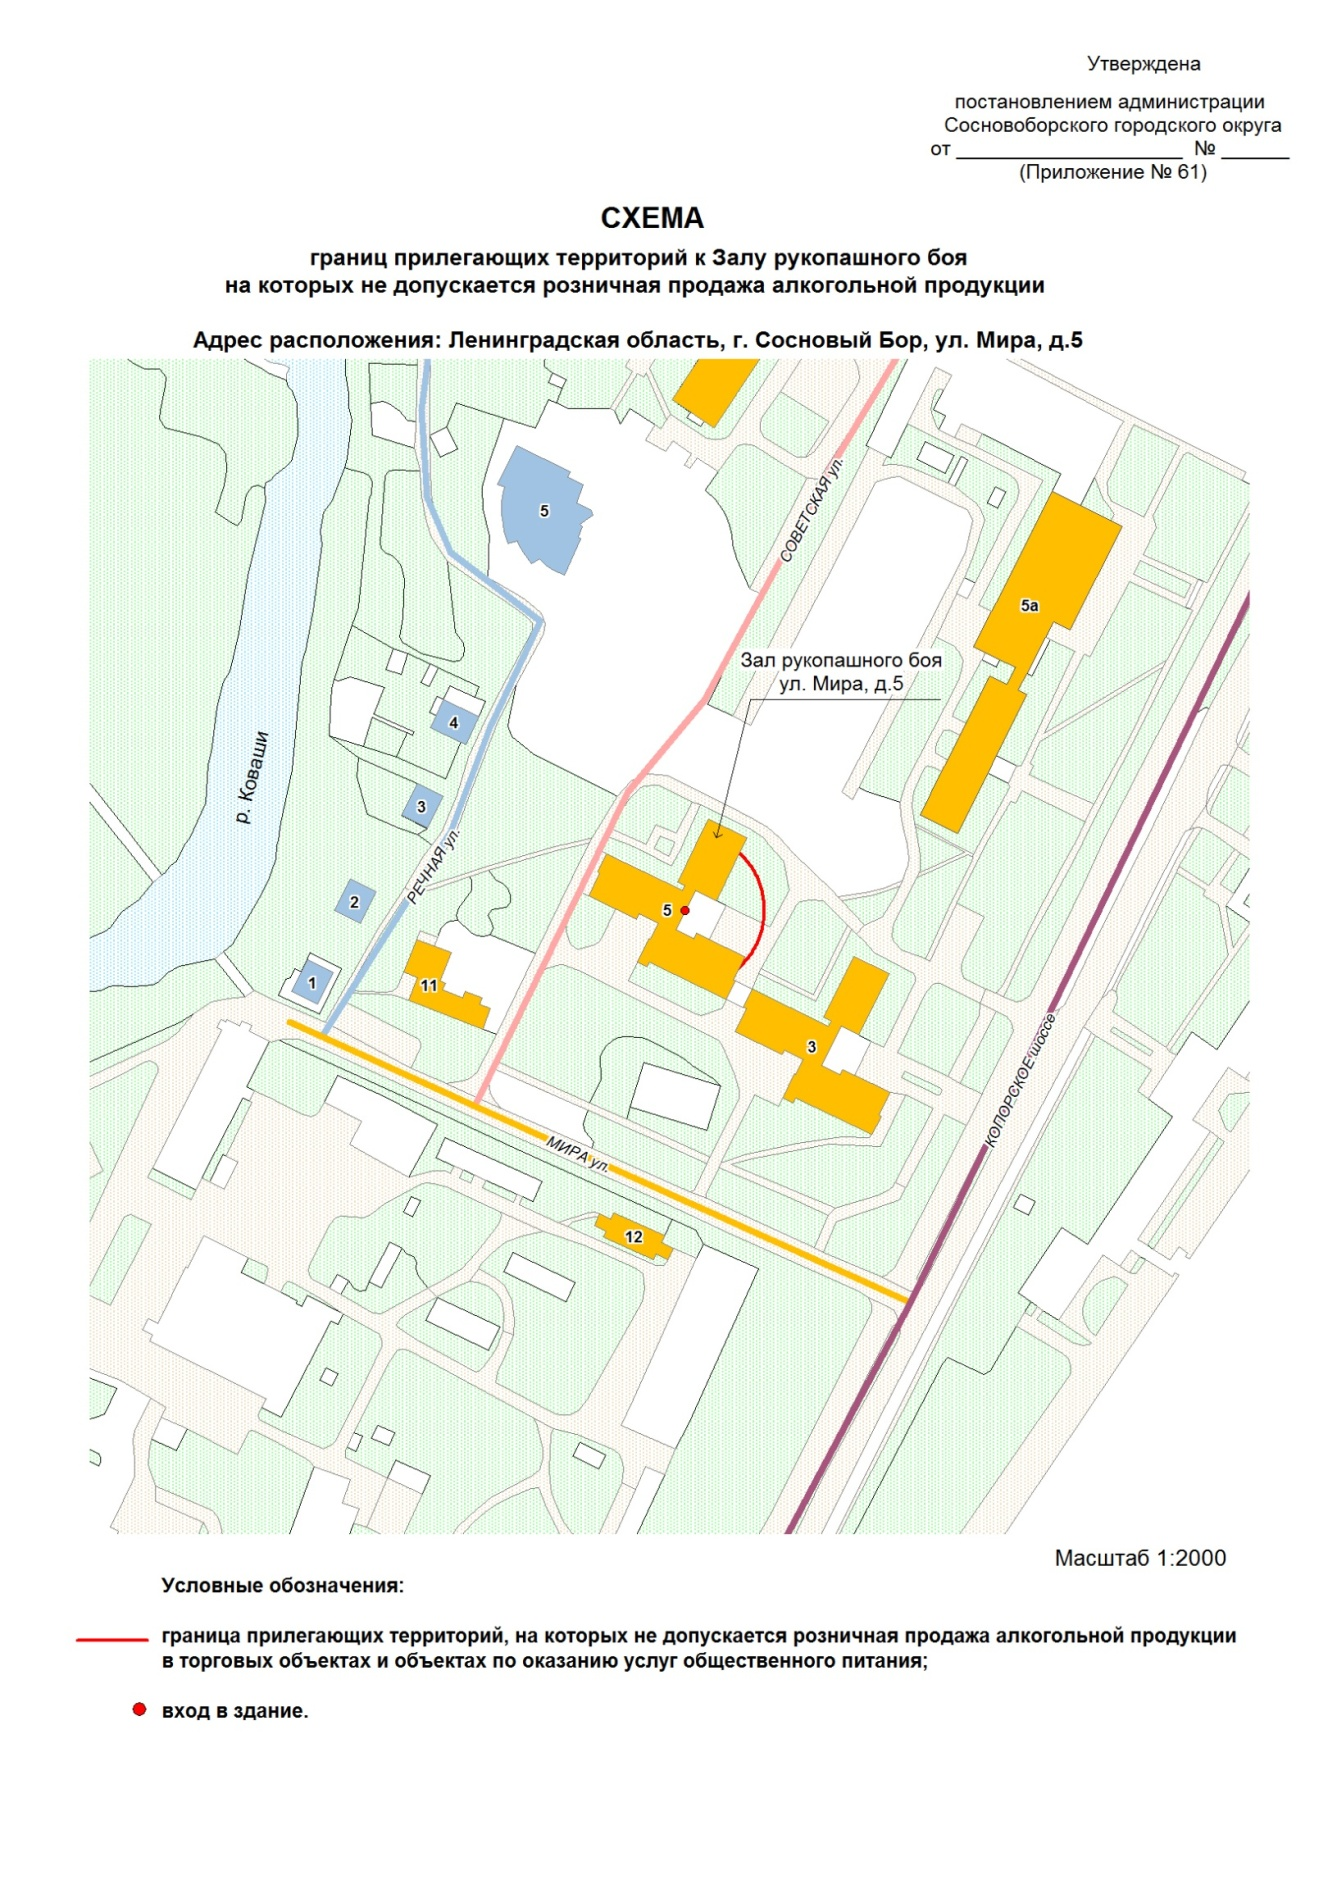 Утверждена
постановлением администрации
Сосновоборского городского округа
от _____________________ № ______
(Приложение № 61)
СХЕМА
границ прилегающих территорий к Залу рукопашного боя
на которых не допускается розничная продажа алкогольной продукции
Адрес расположения: Ленинградская область, г. Сосновый Бор, ул. Мира, д.5
5
СОВЕТСКАЯ ул.
5а
Зал рукопашного боя
ул. Мира, д.5
4
р. Коваши
3
РЕЧНАЯ ул.
2
5
1
11
3
КОПОРСКОЕ шоссе
МИРА ул.
12
Масштаб 1:2000
Условные обозначения:
граница прилегающих территорий, на которых не допускается розничная продажа алкогольной продукции
в торговых объектах и объектах по оказанию услуг общественного питания;
вход в здание.